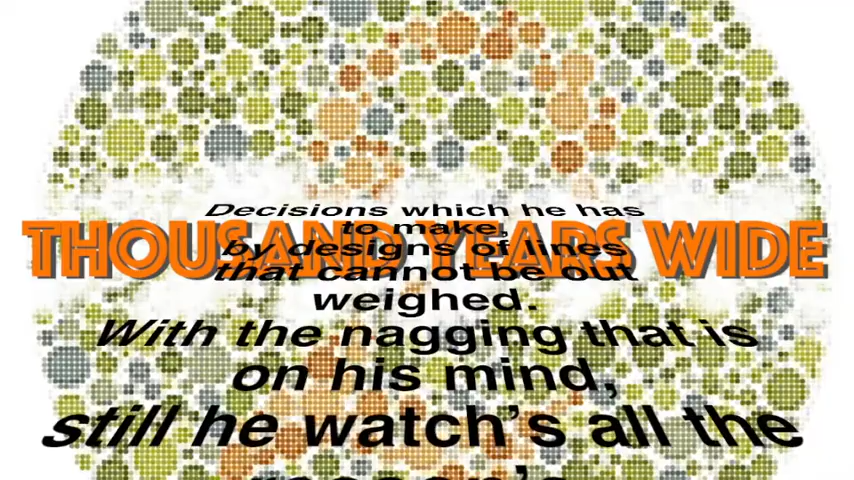 Decisions which he has
to make,
THOUSAND YEARS WIDE
by designs of lines
that cannot be out
weighed.
With the nagging that is
on his mind,
still he watch's all the